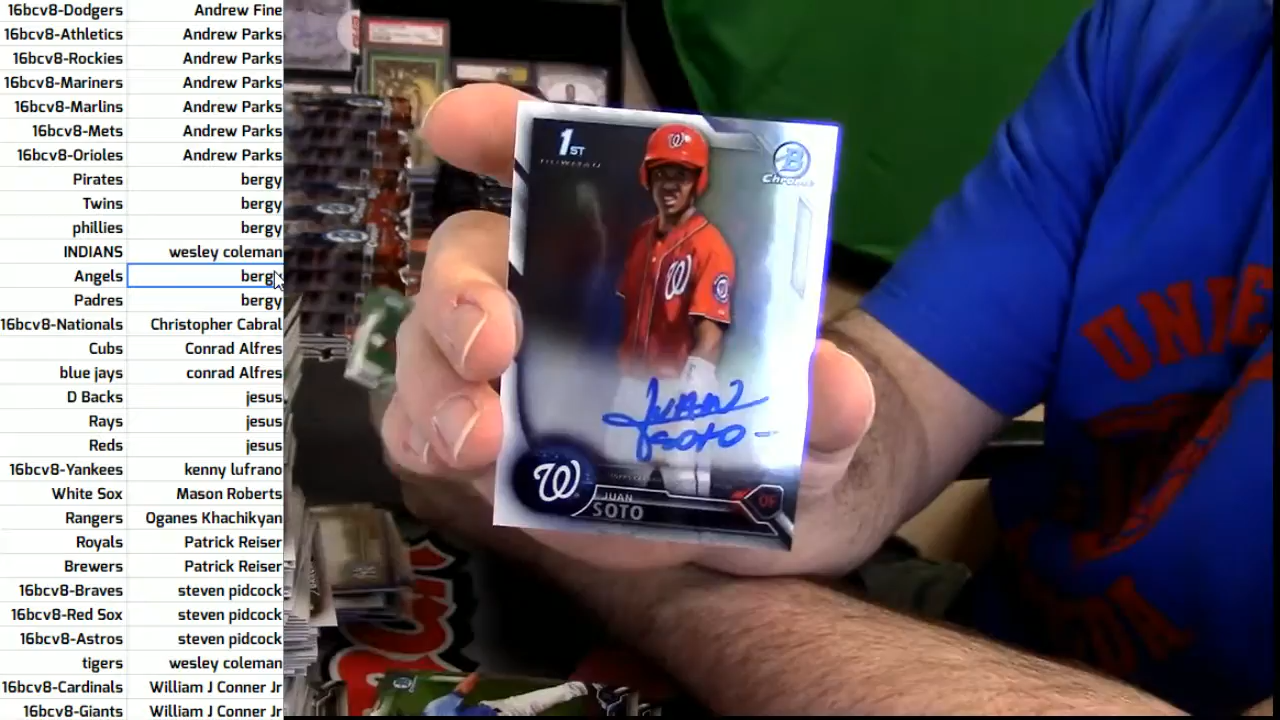 16bcv8-Dodgers Andrew Fine
16bcv8-Athletics Andrew Parks
16bcv8-Rockies Andrew Parks
16bcv8-Mariners Andrew Parks
16bcv8-Marlins Andrew Parks
16bcv8-Mets Andrew Parks
16bcv8-Orioles Andrew Parks
Pirates bergy
Twins bergy
phillies bergy
INDIANS wesley coleman
Angels berg
Padres bergy
16bcv8-Nationals Christopher Cabral
Cubs Conrad Alfres
blue jays conrad Alfres
D Backs jesus
Rays jesus
Reds jesus
16bcv8-Yankees kenny lufrano
White Sox Mason Roberts
Rangers Oganes Khachikyan
Royals Patrick Reiser
Brewers Patrick Reiser
16bcv8-Braves steven pidcock
16bcv8-Red Sox steven pidcock
16bcv8-Astros steven pidcock
tigers wesley coleman
16bcv8-Cardinals William J Conner Jr
16bcv8-Giants William J Conner Jr
1ST
BOWMAN
B
Chrome
W
W
Juan
Soto
W
JUAN
SOTO
OF